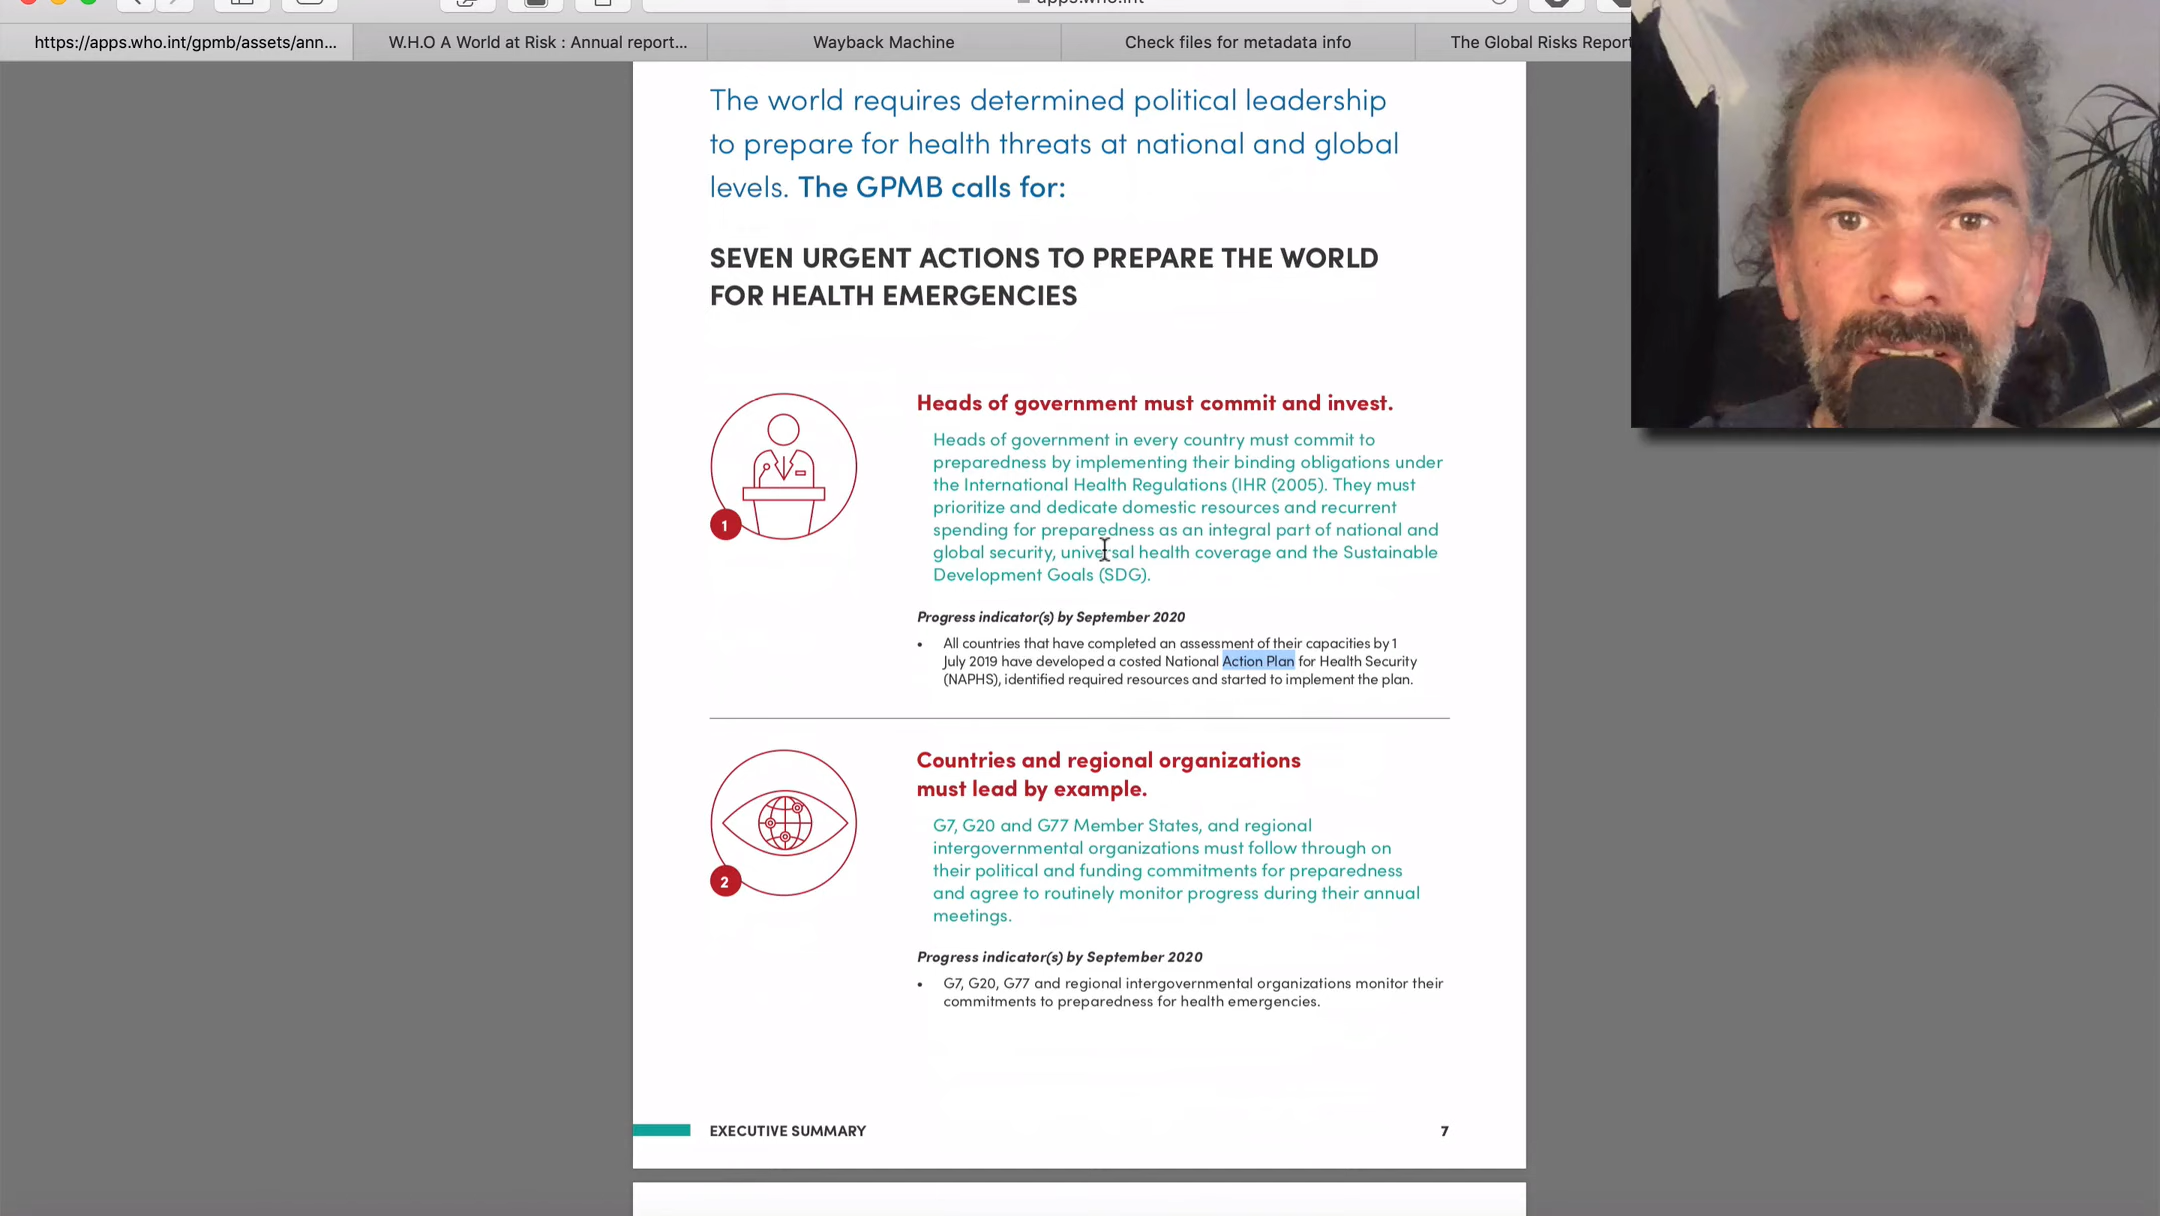 apps.who.int
https://apps.who.int/gpmb/assets/ann...
W.H.O A World at Risk : Annual report...
Wayback Machine
Check files for metadata info
The Global Risks Report
The world requires determined political leadership
to prepare for health threats at national and global
levels. The GPMB calls for:
SEVEN URGENT ACTIONS TO PREPARE THE WORLD
FOR HEALTH EMERGENCIES
1
Heads of government must commit and invest.
Heads of government in every country must commit to
preparedness by implementing their binding obligations under
the International Health Regulations (IHR (2005). They must
prioritize and dedicate domestic resources and recurrent
spending for preparedness as an integral part of national and
global security, universal health coverage and the Sustainable
Development Goals (SDG).
Progress indicator(s) by September 2020
• All countries that have completed an assessment of their capacities by 1
July 2019 have developed a costed National Action Plan for Health Security
(NAPHS), identified required resources and started to implement the plan.
2
Countries and regional organizations
must lead by example.
G7, G20 and G77 Member States, and regional
intergovernmental organizations must follow through on
their political and funding commitments for preparedness
and agree to routinely monitor progress during their annual
meetings.
Progress indicator(s) by September 2020
• G7, G20, G77 and regional intergovernmental organizations monitor their
commitments to preparedness for health emergencies.
EXECUTIVE SUMMARY
7